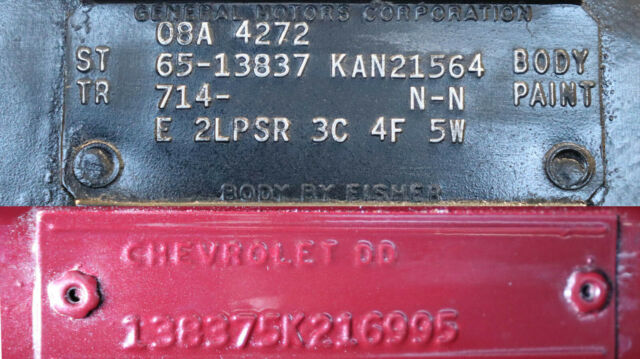 GENERAL MOTORS CORPORATION
08A 4272
ST 65-13837 KAN21564 BODY
TR 714- N-N PAINT
E 2LPSR 3C 4F 5W
BODY BY FISHER
CHEVROLET DD
138375K216995